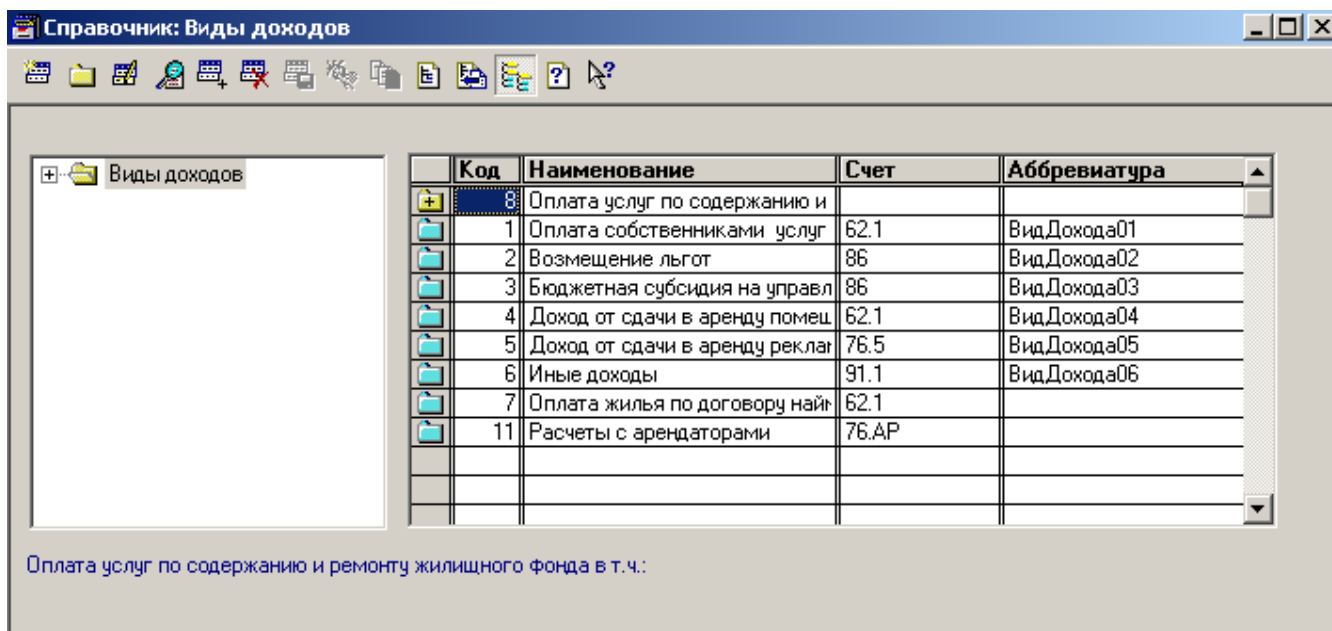 Справочник: Виды доходов
Виды доходов
Код Наименование Счет Аббревиатура
8 Оплата услуг по содержанию и
1 Оплата собственниками услуг 62.1 ВидДохода01
2 Возмещение льгот 86 ВидДохода02
3 Бюджетная субсидия на управл 86 ВидДохода03
4 Доход от сдачи в аренду помещ 62.1 ВидДохода04
5 Доход от сдачи в аренду реклам 76.5 ВидДохода05
6 Иные доходы 91.1 ВидДохода06
7 Оплата жилья по договору найм 62.1
11 Расчеты с арендаторами 76.АР
Оплата услуг по содержанию и ремонту жилищного фонда в т.ч.: